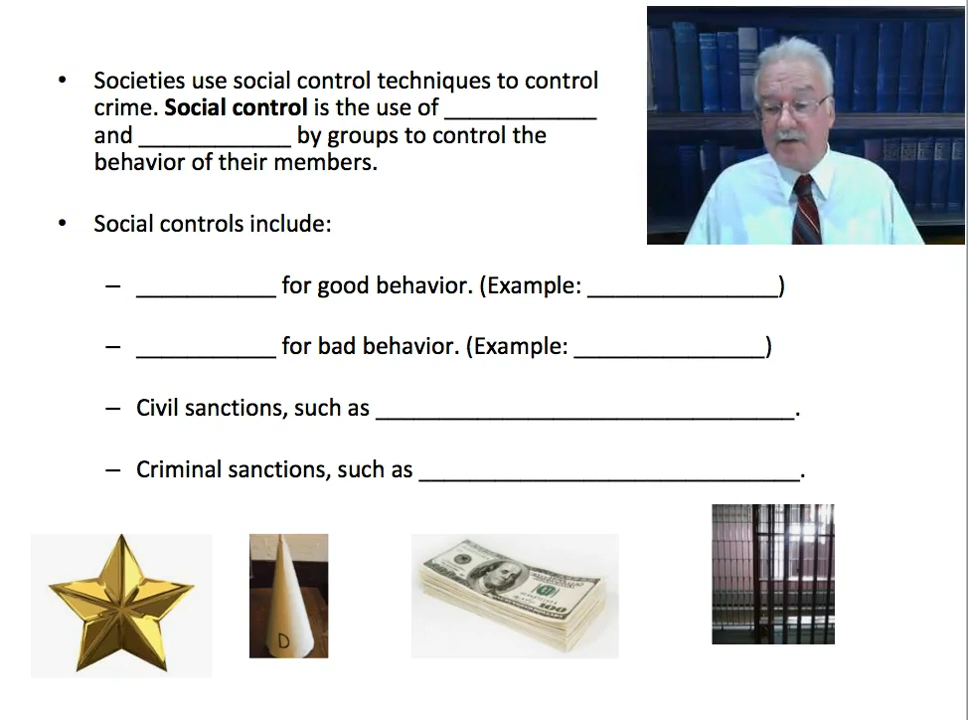 • Societies use social control techniques to control
crime. Social control is the use of ____________
and ____________ by groups to control the
behavior of their members.
• Social controls include:
– ___________ for good behavior. (Example: _______________)
– ___________ for bad behavior. (Example: _______________)
– Civil sanctions, such as _________________________________.
– Criminal sanctions, such as ______________________________.
D
100